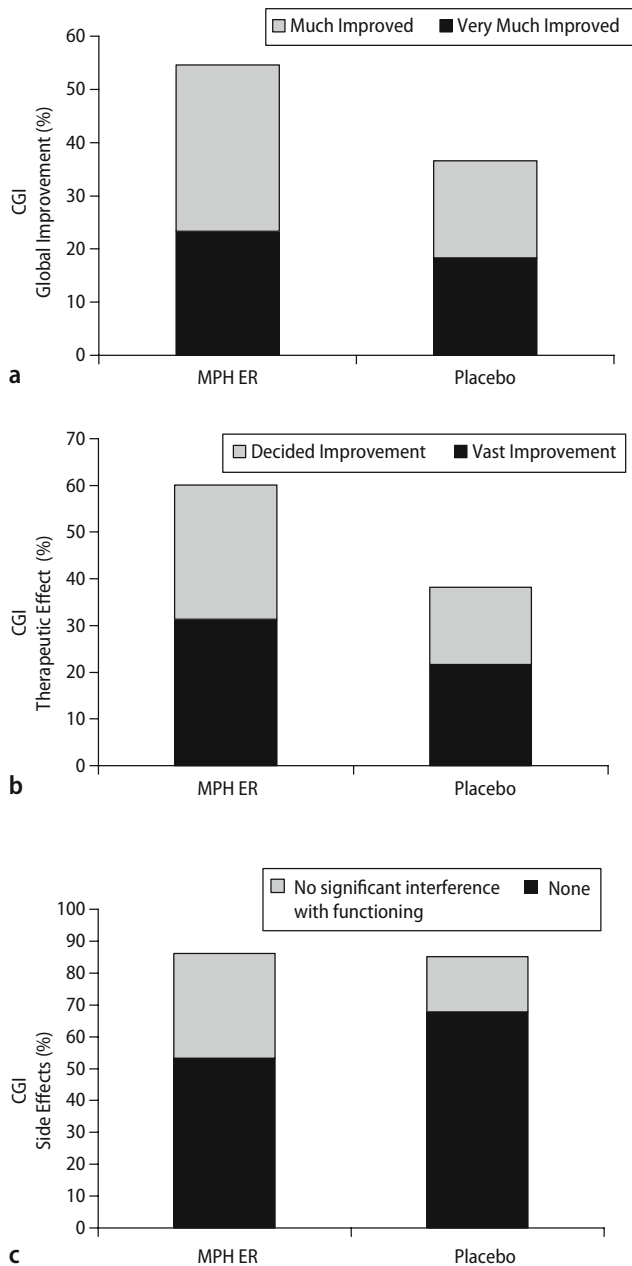 Much Improved Very Much Improved
60
50
40
30
20
10
0
CGI
Global Improvement (%)
MPH ER Placebo
a
Decided Improvement Vast Improvement
70
60
50
40
30
20
10
0
CGI
Therapeutic Effect (%)
MPH ER Placebo
b
No significant interference None
with functioning
100
90
80
70
60
50
40
30
20
10
0
CGI
Side Effects (%)
MPH ER Placebo
c